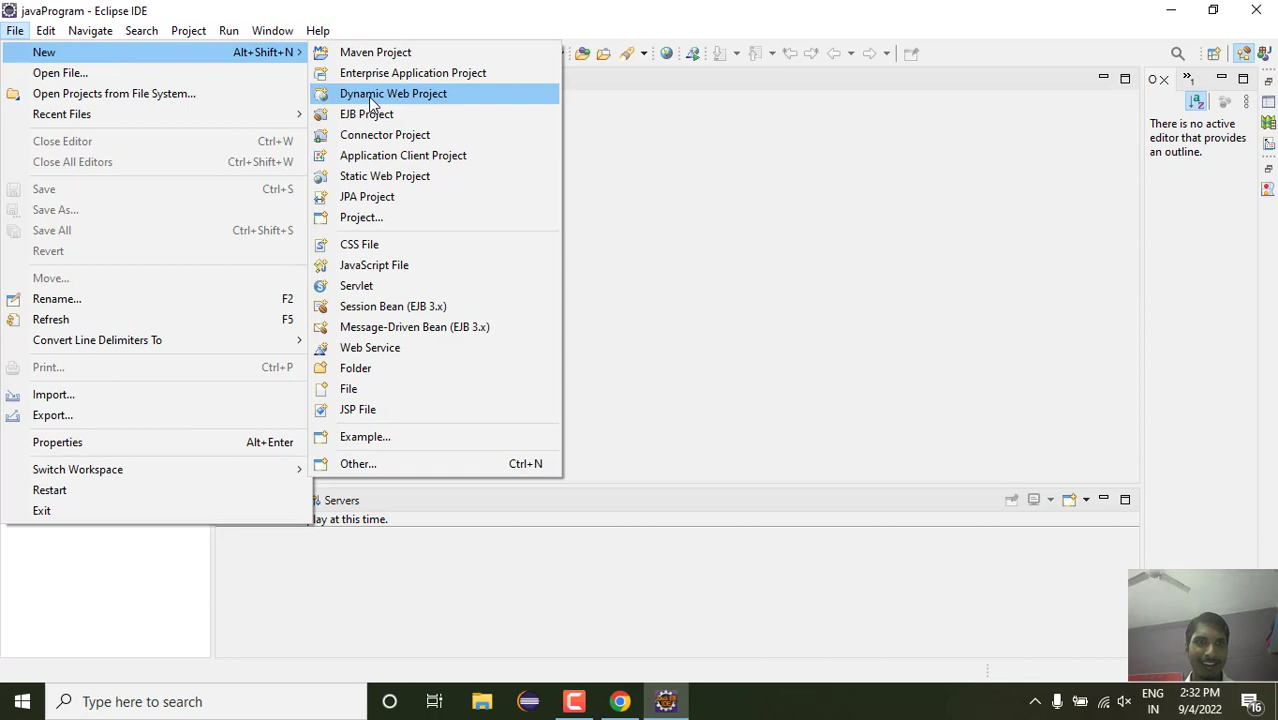 javaProgram - Eclipse IDE
File Edit Navigate Search Project Run Window Help
New Alt+Shift+N
Open File...
Open Projects from File System...
Recent Files
Close Editor Ctrl+W
Close All Editors Ctrl+Shift+W
Save Ctrl+S
Save As...
Save All Ctrl+Shift+S
Revert
Move...
Rename... F2
Refresh F5
Convert Line Delimiters To
Print... Ctrl+P
Import...
Export...
Properties Alt+Enter
Switch Workspace
Restart
Exit
Maven Project
Enterprise Application Project
Dynamic Web Project
EJB Project
Connector Project
Application Client Project
Static Web Project
JPA Project
Project...
CSS File
JavaScript File
Servlet
Session Bean (EJB 3.x)
Message-Driven Bean (EJB 3.x)
Web Service
Folder
File
JSP File
Example...
Other... Ctrl+N
There is no active
editor that provides
an outline.
Servers
lay at this time.
Type here to search
ENG
IN
2:32 PM
9/4/2022
16